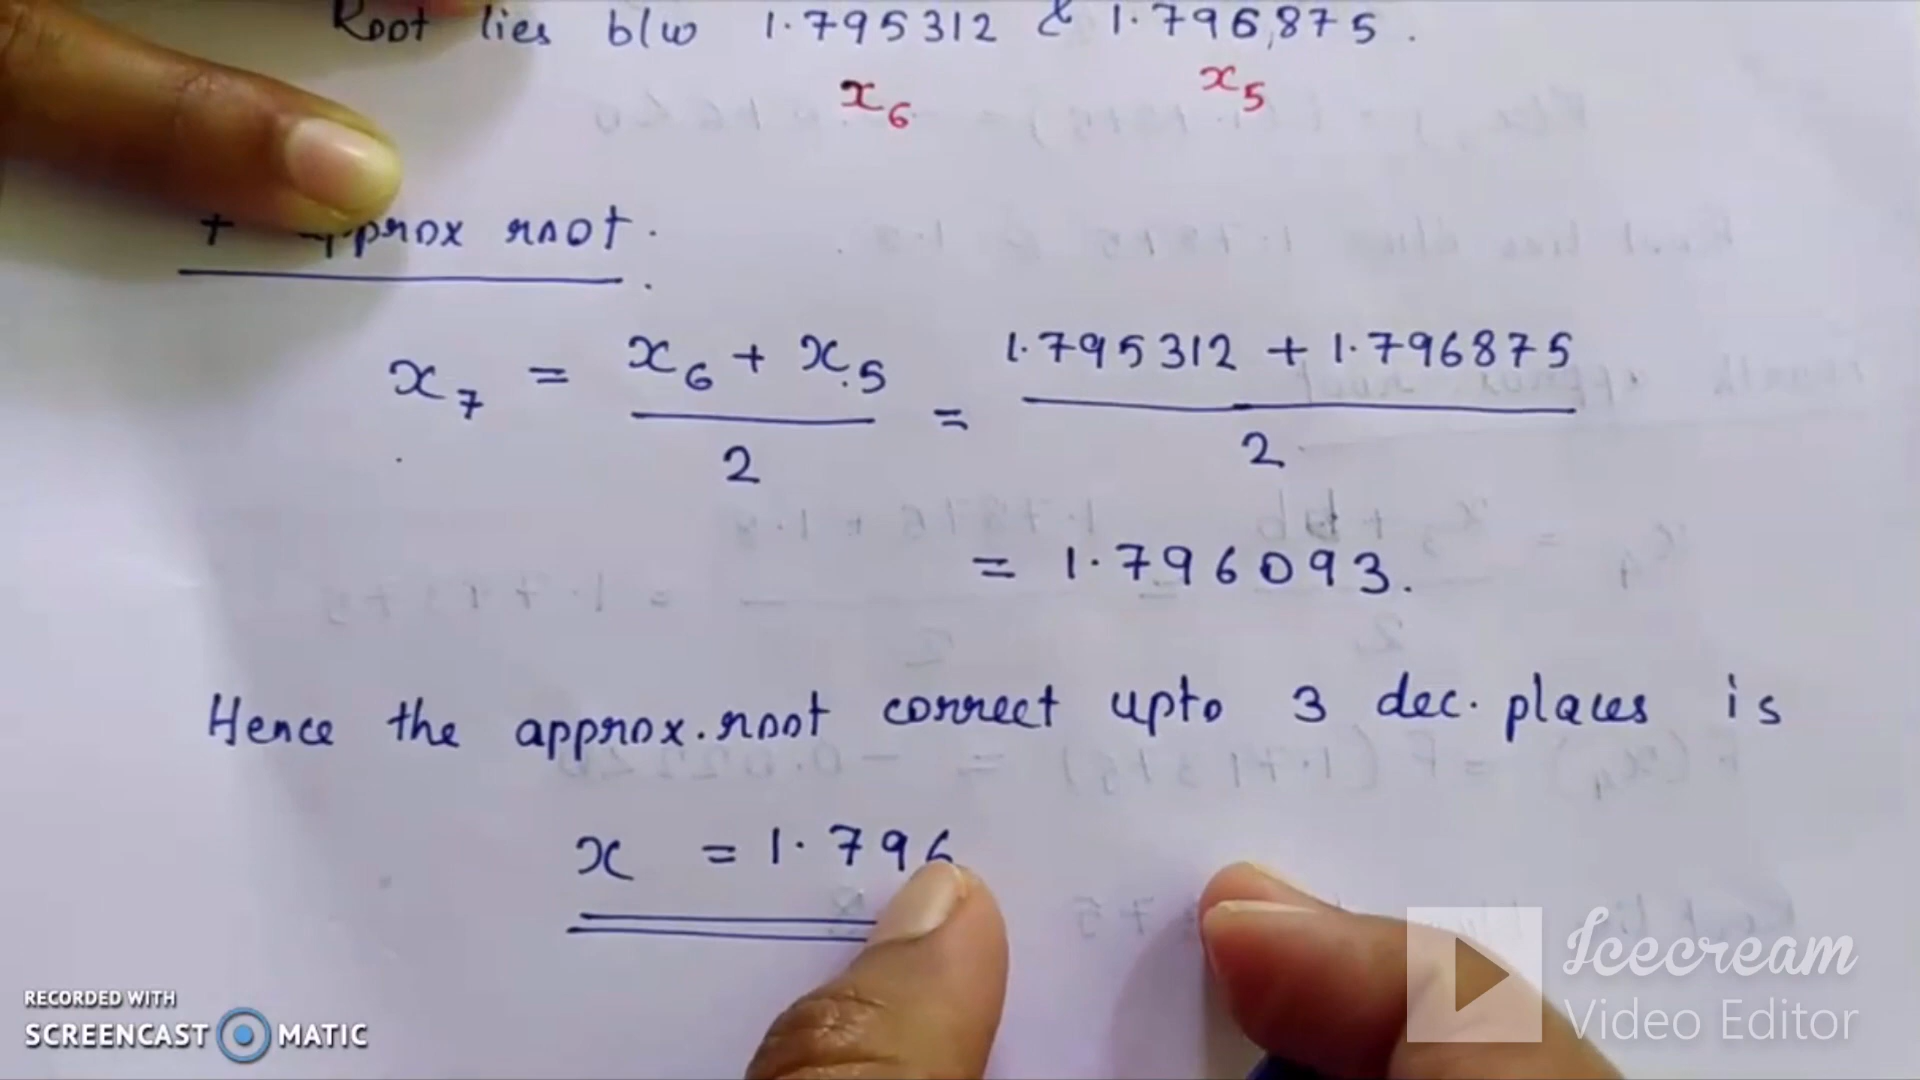 Root lies b/w 1.795312 & 1.796875.
x₆ x₅
approx root.
x₇ = x₆ + x₅ / 2 = 1.795312 + 1.796875 / 2
= 1.796093.
Hence the approx. root correct upto 3 dec. places is
x = 1.796
RECORDED WITH
SCREENCAST MATIC
Icecream
Video Editor